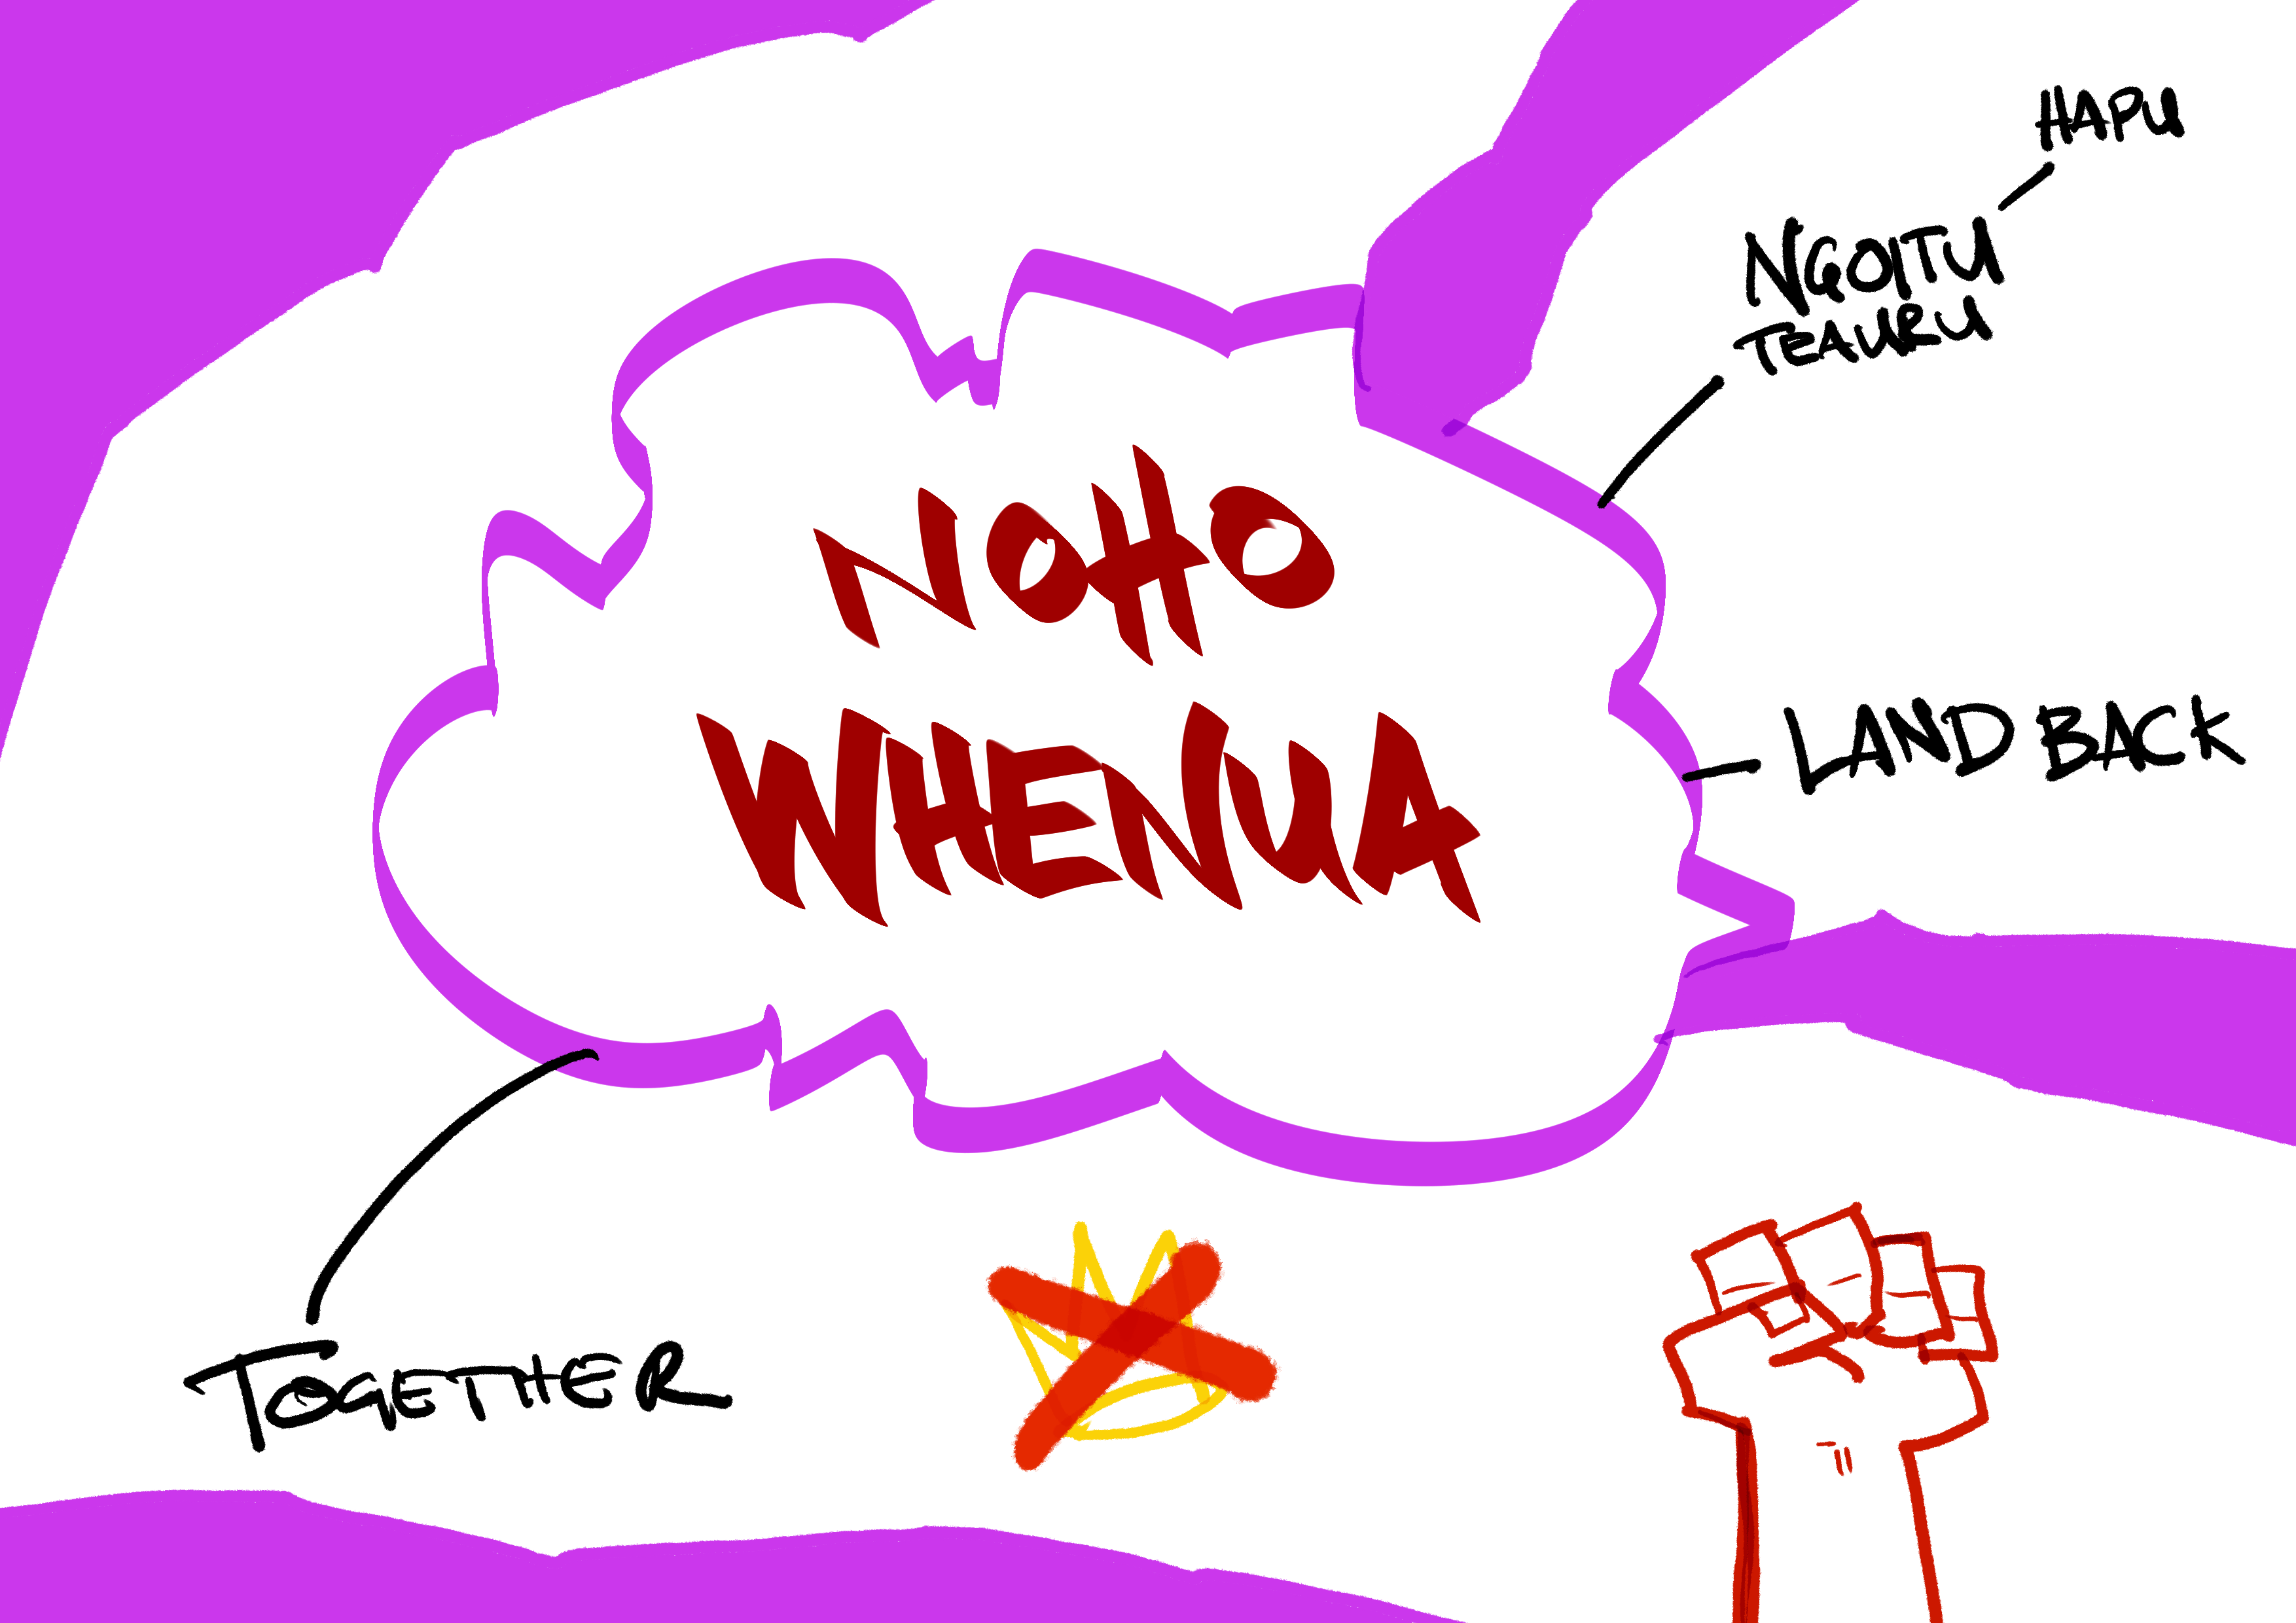 HAPU
NGOITU
TEAURU
NOHO
WHENUA
LAND BACK
TOGETHER